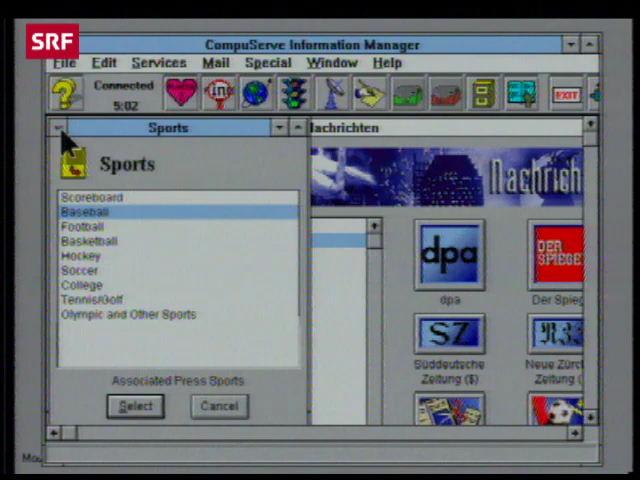 SRF
CompuServe Information Manager
File Edit Services Mail Special Window Help
Connected
5:02
EXIT
Sports
Nachrichten
Sports
Nachrich
Scoreboard
Baseball
Football
Basketball
Hockey
Soccer
College
Tennis/Golf
Olympic and Other Sports
Associated Press Sports
Select
Cancel
dpa
dpa
DER
SPIEGE
Der Spieg
SZ
Süddeutsche
Zeitung ($)
Neue Zürc
Zeitung (